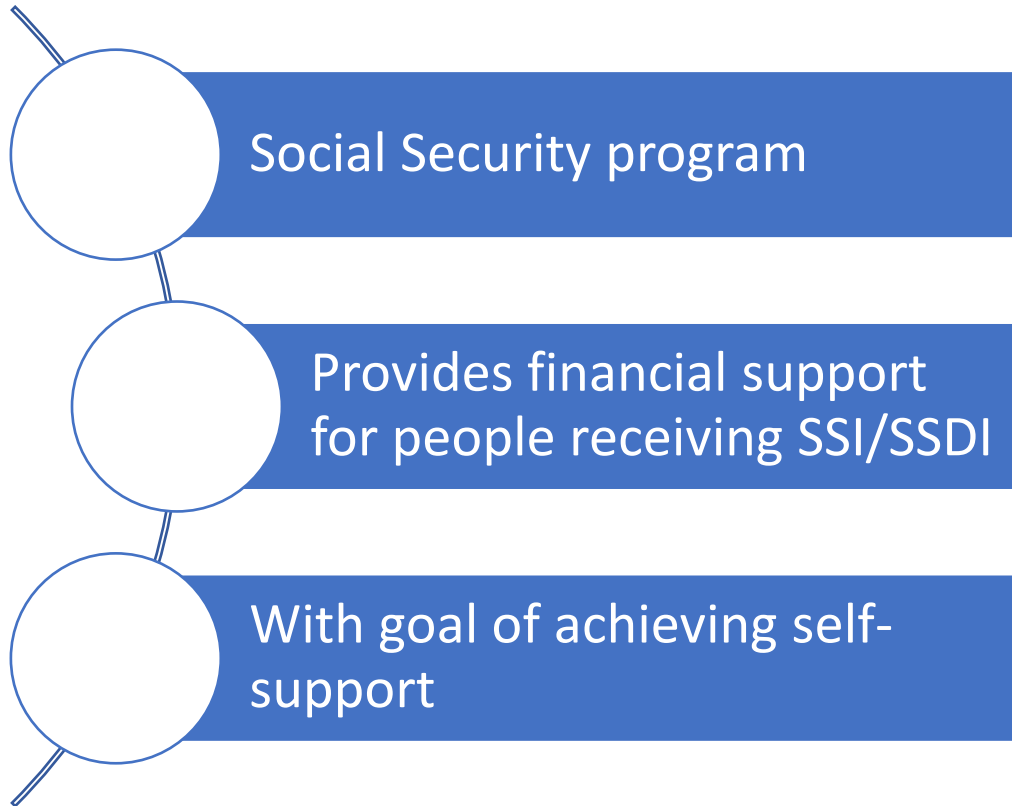 Social Security program
Provides financial support
for people receiving SSI/SSDI
With goal of achieving self-
support